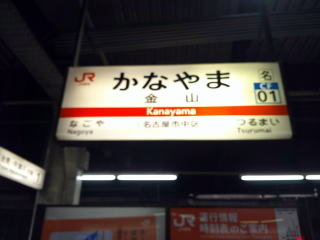 JR
かなやま
名
金山
CF
01
Kanayama
なごや
Nagoya
名古屋市中区
つるまい
Tsurumai
JR
運行情報
時刻表のご案内